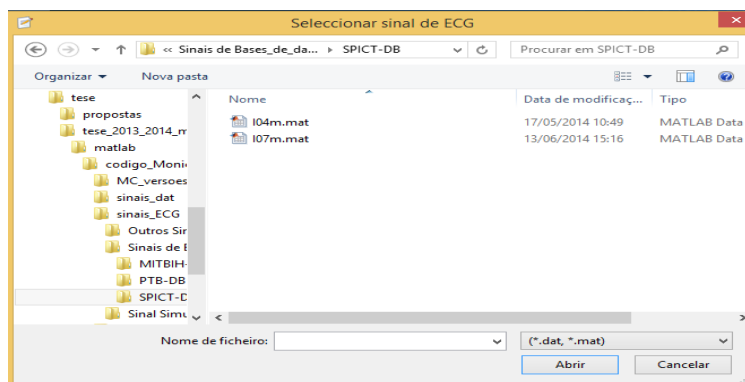 Seleccionar sinal de ECG
« Sinais de Bases_de_da... SPICT-DB
Procurar em SPICT-DB
Organizar
Nova pasta
tese
propostas
tese_2013_2014_m
matlab
codigo_Moni
MC_versoes
sinais_dat
sinais_ECG
Outros Sir
Sinais de B
MITBIH-
PTB-DB
SPICT-D
Sinal Simu
Nome Data de modificaç... Tipo
I04m.mat 17/05/2014 10:49 MATLAB Data
I07m.mat 13/06/2014 15:16 MATLAB Data
Nome de ficheiro:
(*.dat, *.mat)
Abrir
Cancelar